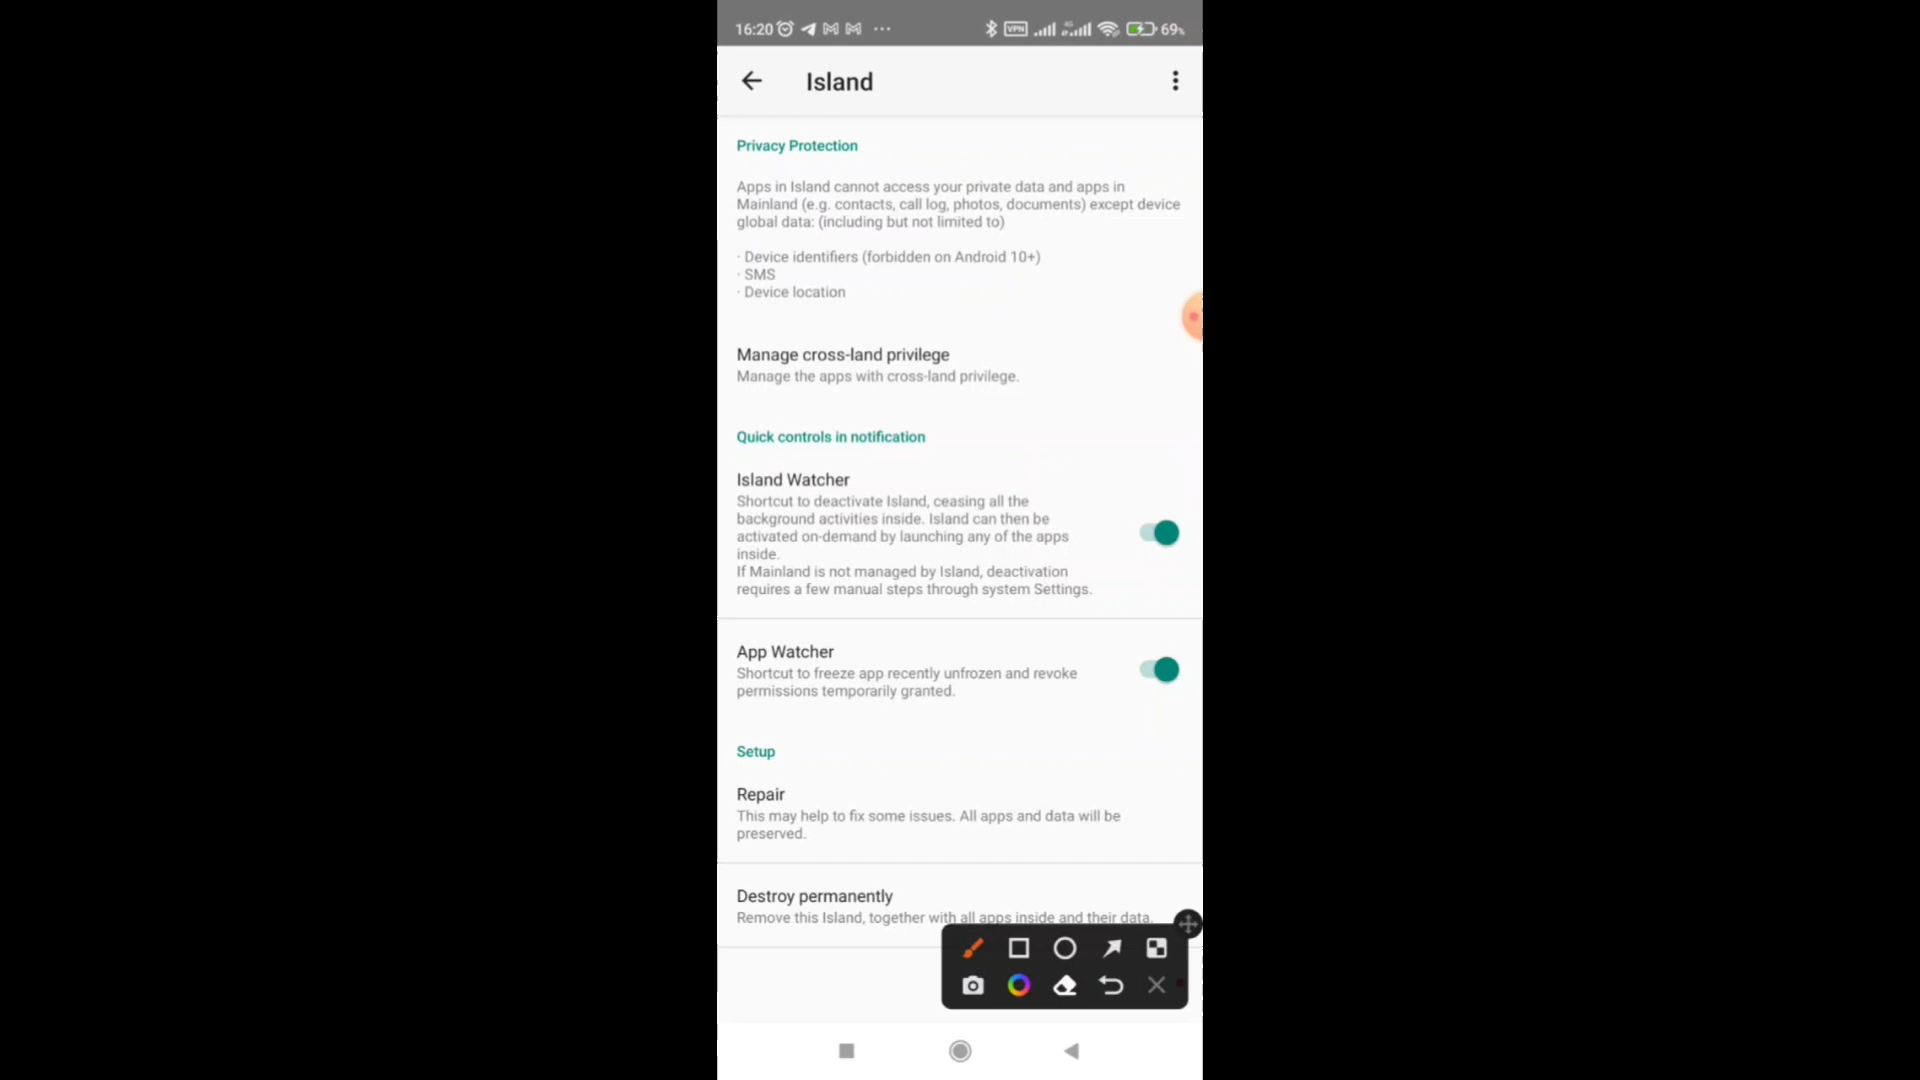 16:20 VPN 4G 69%
Island
Privacy Protection
Apps in Island cannot access your private data and apps in
Mainland (e.g. contacts, call log, photos, documents) except device
global data: (including but not limited to)
· Device identifiers (forbidden on Android 10+)
· SMS
· Device location
Manage cross-land privilege
Manage the apps with cross-land privilege.
Quick controls in notification
Island Watcher
Shortcut to deactivate Island, ceasing all the
background activities inside. Island can then be
activated on-demand by launching any of the apps
inside.
If Mainland is not managed by Island, deactivation
requires a few manual steps through system Settings.
App Watcher
Shortcut to freeze app recently unfrozen and revoke
permissions temporarily granted.
Setup
Repair
This may help to fix some issues. All apps and data will be
preserved.
Destroy permanently
Remove this Island, together with all apps inside and their data.